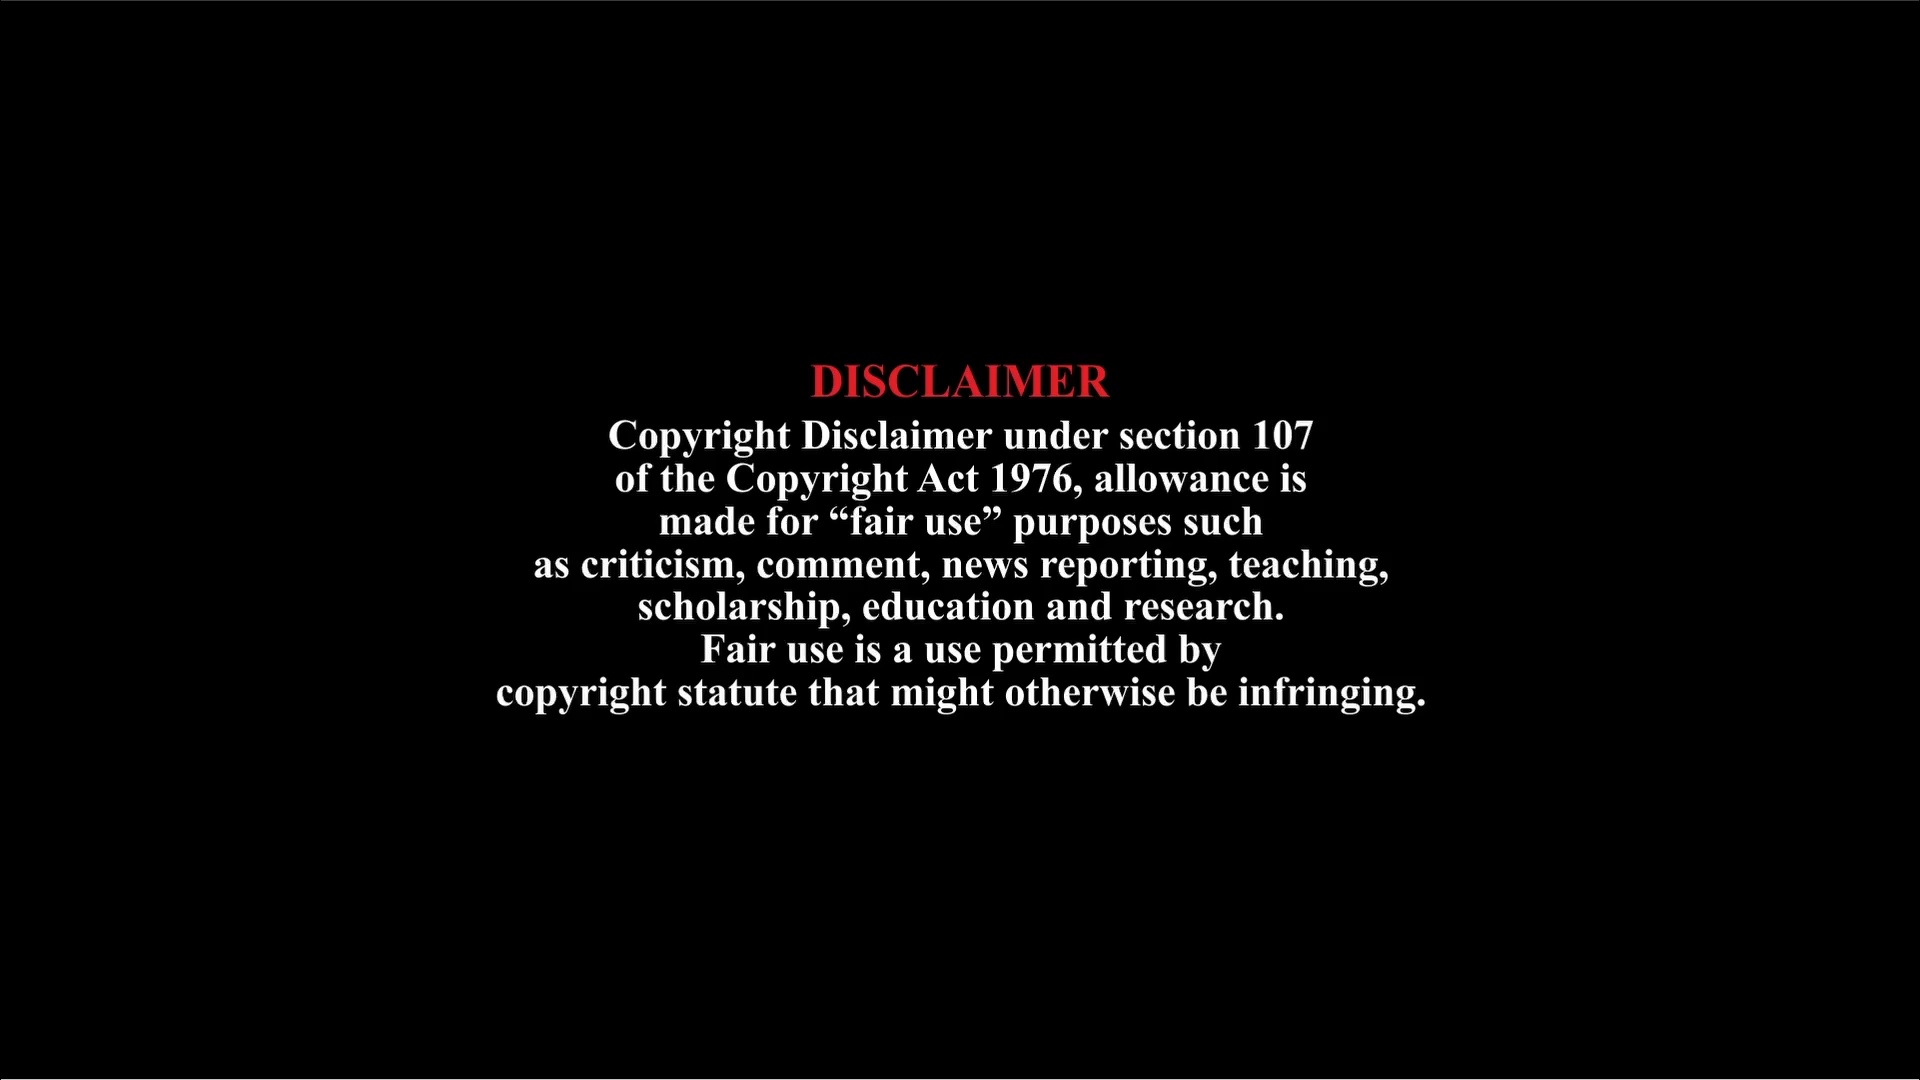 DISCLAIMER
Copyright Disclaimer under section 107
of the Copyright Act 1976, allowance is
made for “fair use” purposes such
as criticism, comment, news reporting, teaching,
scholarship, education and research.
Fair use is a use permitted by
copyright statute that might otherwise be infringing.